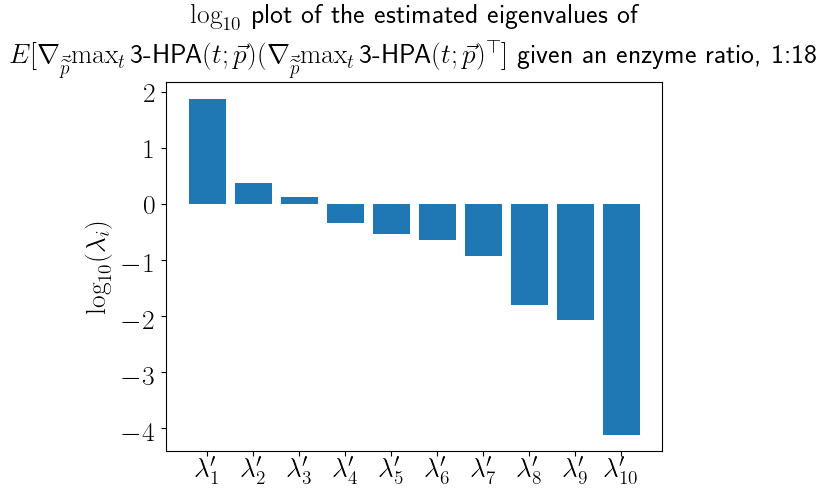 log₁₀ plot of the estimated eigenvalues of
E[∇_p̃⃗ max_t 3-HPA(t; p⃗)(∇_p̃⃗ max_t 3-HPA(t; p⃗)^⊤] given an enzyme ratio, 1:18
2
1
0
−1
−2
−3
−4
log₁₀(λᵢ)
λ′₁ λ′₂ λ′₃ λ′₄ λ′₅ λ′₆ λ′₇ λ′₈ λ′₉ λ′₁₀